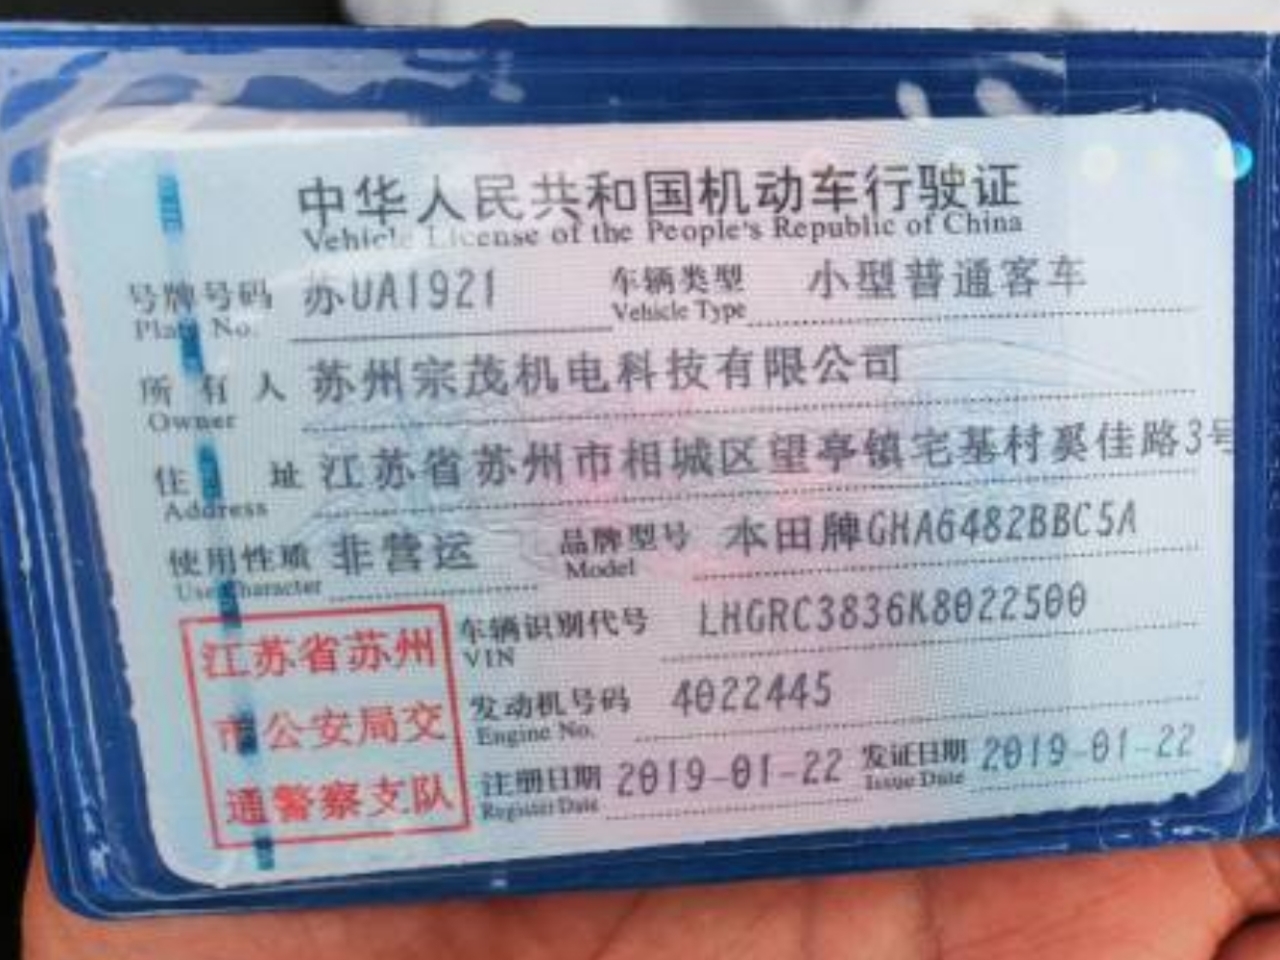 中华人民共和国机动车行驶证
Vehicle License of the People's Republic of China
号牌号码 苏UA1921 车辆类型 小型普通客车
Plate No. Vehicle Type
所有人 苏州宗茂机电科技有限公司
Owner
住址 江苏省苏州市相城区望亭镇宅基村奚佳路3号
Address
使用性质 非营运 品牌型号 本田牌GHA6482BBC5A
Use Character Model
车辆识别代号 LHGRC3836K8022500
VIN
发动机号码 4022445
Engine No.
注册日期 2019-01-22 发证日期 2019-01-22
Register Date Issue Date
江苏省苏州
市公安局交
通警察支队